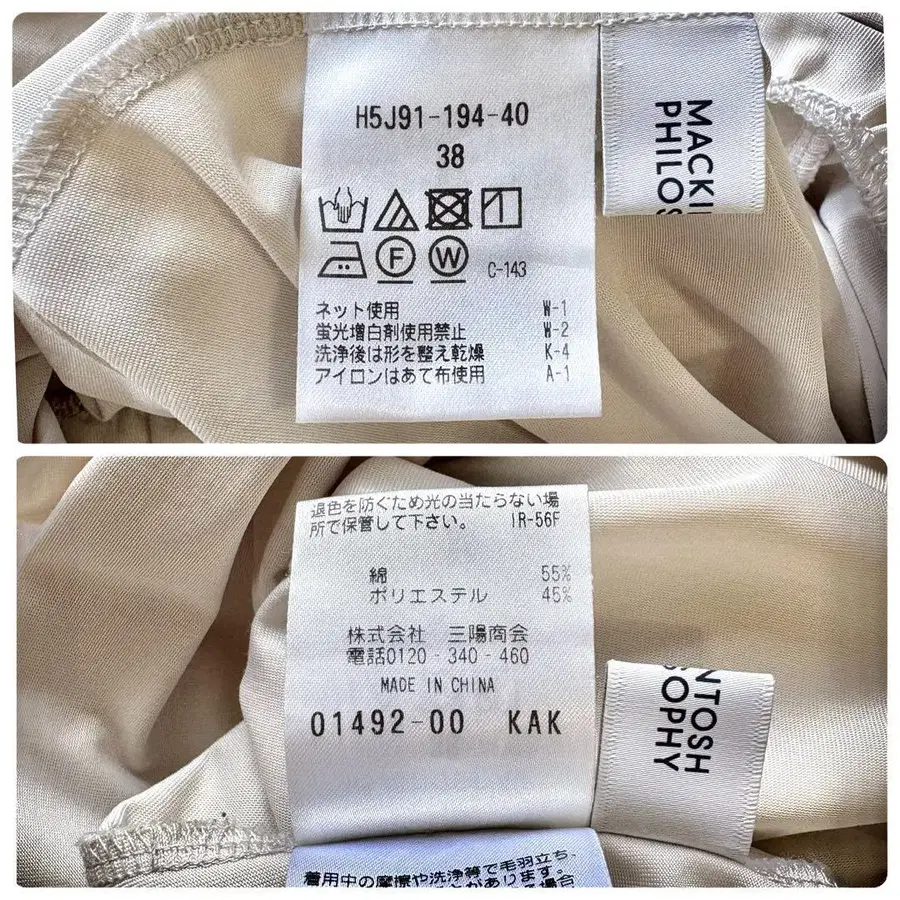 H5J91-194-40
38
F W C-143
ネット使用 W-1
蛍光増白剤使用禁止 W-2
洗浄後は形を整え乾燥 K-4
アイロンはあて布使用 A-1
MACKI
PHILOS
退色を防ぐため光の当たらない場
所で保管して下さい。 IR-56F
綿 55%
ポリエステル 45%
株式会社 三陽商会
電話0120-340-460
MADE IN CHINA
01492-00 KAK
NTOSH
SOPHY
着用中の摩擦や洗浄等で毛羽立ち、